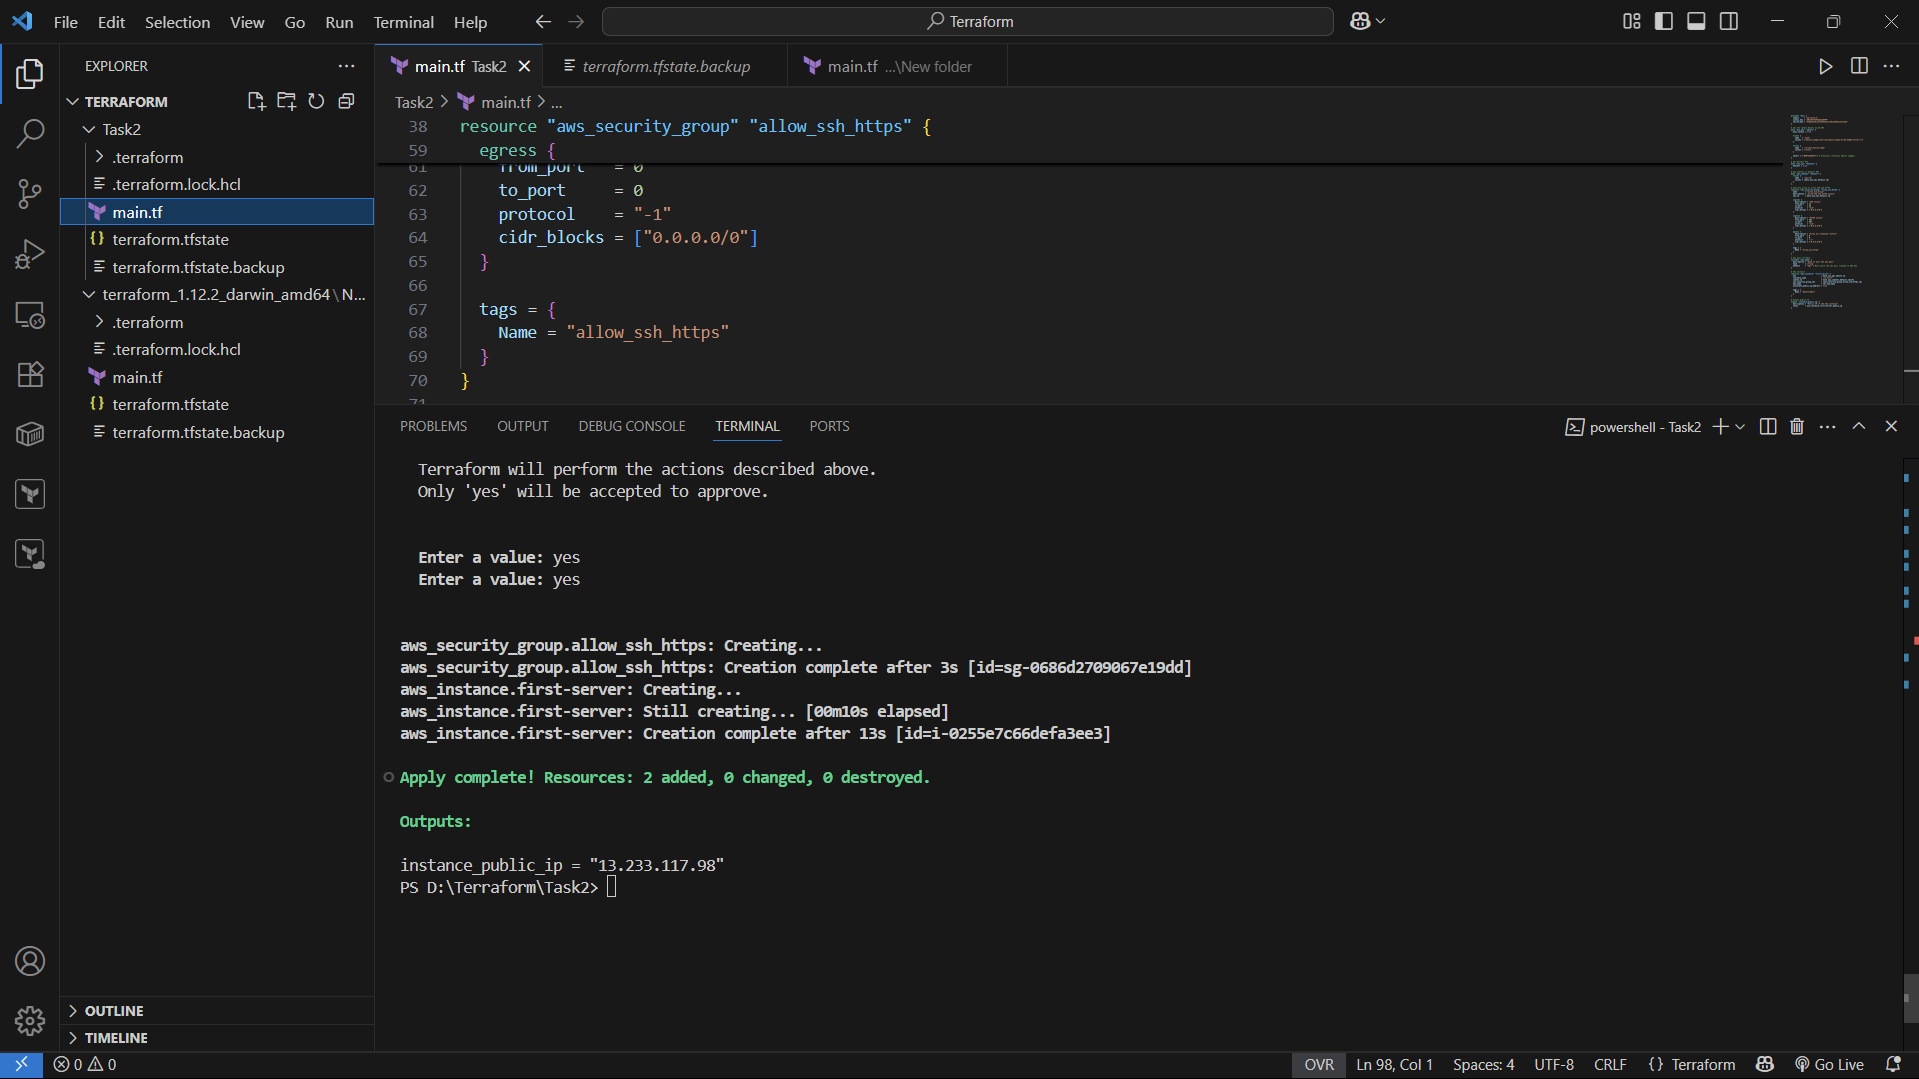 File Edit Selection View Go Run Terminal Help
Terraform
EXPLORER
TERRAFORM
Task2
.terraform
.terraform.lock.hcl
main.tf
terraform.tfstate
terraform.tfstate.backup
terraform_1.12.2_darwin_amd64\N...
.terraform
.terraform.lock.hcl
main.tf
terraform.tfstate
terraform.tfstate.backup
OUTLINE
TIMELINE
main.tf Task2 terraform.tfstate.backup main.tf ...\New folder
Task2 > main.tf > ...
38 resource "aws_security_group" "allow_ssh_https" {
59 egress {
61 from_port = 0
62 to_port = 0
63 protocol = "-1"
64 cidr_blocks = ["0.0.0.0/0"]
65 }
66
67 tags = {
68 Name = "allow_ssh_https"
69 }
70 }
71
PROBLEMS OUTPUT DEBUG CONSOLE TERMINAL PORTS
powershell - Task2
Terraform will perform the actions described above.
Only 'yes' will be accepted to approve.
Enter a value: yes
Enter a value: yes
aws_security_group.allow_ssh_https: Creating...
aws_security_group.allow_ssh_https: Creation complete after 3s [id=sg-0686d2709067e19dd]
aws_instance.first-server: Creating...
aws_instance.first-server: Still creating... [00m10s elapsed]
aws_instance.first-server: Creation complete after 13s [id=i-0255e7c66defa3ee3]
Apply complete! Resources: 2 added, 0 changed, 0 destroyed.
Outputs:
instance_public_ip = "13.233.117.98"
PS D:\Terraform\Task2>
0 0
OVR Ln 98, Col 1 Spaces: 4 UTF-8 CRLF {} Terraform Go Live